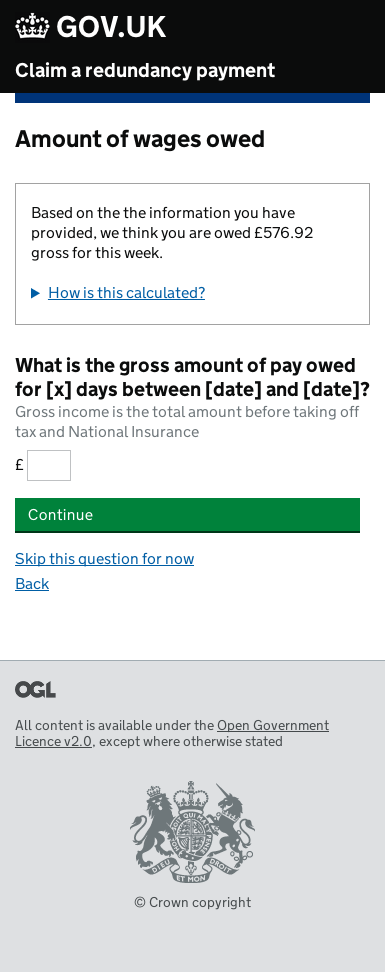 GOV.UK
Claim a redundancy payment
Amount of wages owed
Based on the the information you have
provided, we think you are owed £576.92
gross for this week.
How is this calculated?
What is the gross amount of pay owed
for [x] days between [date] and [date]?
Gross income is the total amount before taking off
tax and National Insurance
£
Continue
Skip this question for now
Back
OGL
All content is available under the Open Government
Licence v2.0, except where otherwise stated
DIEU ET MON DROIT
© Crown copyright